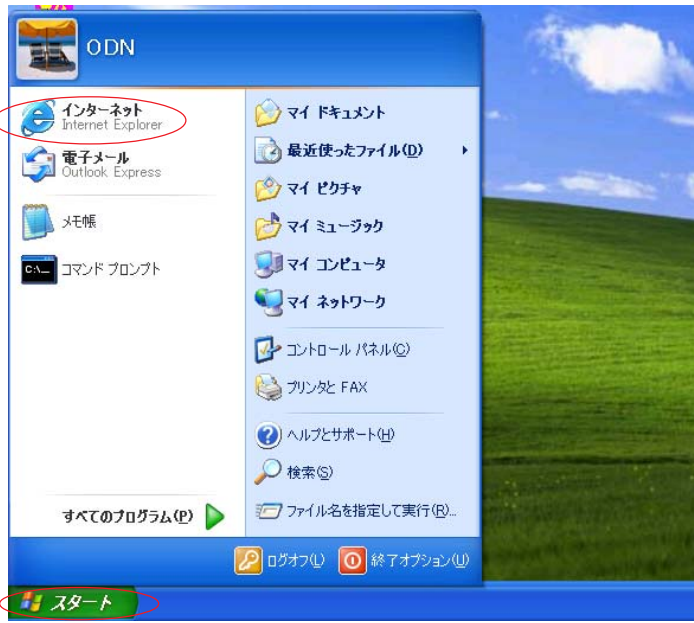 ODN
インターネット
Internet Explorer
電子メール
Outlook Express
メモ帳
C:\_
コマンド プロンプト
すべてのプログラム(P)
マイ ドキュメント
最近使ったファイル(D)
マイ ピクチャ
マイ ミュージック
マイ コンピュータ
マイ ネットワーク
コントロール パネル(C)
プリンタと FAX
ヘルプとサポート(H)
検索(S)
ファイル名を指定して実行(R)...
ログオフ(L)
終了オプション(U)
スタート